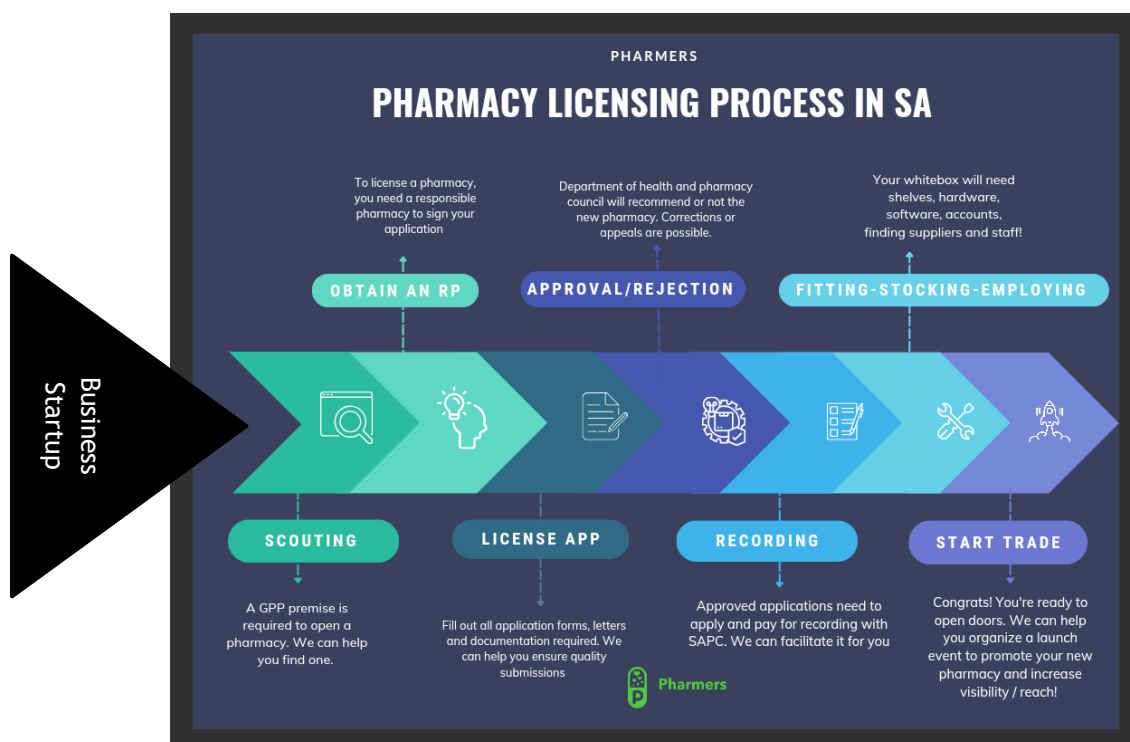 PHARMERS
PHARMACY LICENSING PROCESS IN SA
To license a pharmacy,
you need a responsible
pharmacy to sign your
application
Department of health and pharmacy
council will recommend or not the
new pharmacy. Corrections or
appeals are possible.
Your whitebox will need
shelves, hardware,
software, accounts,
finding suppliers and staff!
OBTAIN AN RP
APPROVAL/REJECTION
FITTING-STOCKING-EMPLOYING
Business
Startup
SCOUTING
LICENSE APP
RECORDING
START TRADE
A GPP premise is
required to open a
pharmacy. We can help
you find one.
Fill out all application forms, letters
and documentation required. We
can help you ensure quality
submissions
Approved applications need to
apply and pay for recording with
SAPC. We can facilitate it for you
Congrats! You're ready to
open doors. We can help
you organize a launch
event to promote your new
pharmacy and increase
visibility / reach!
P
Pharmers